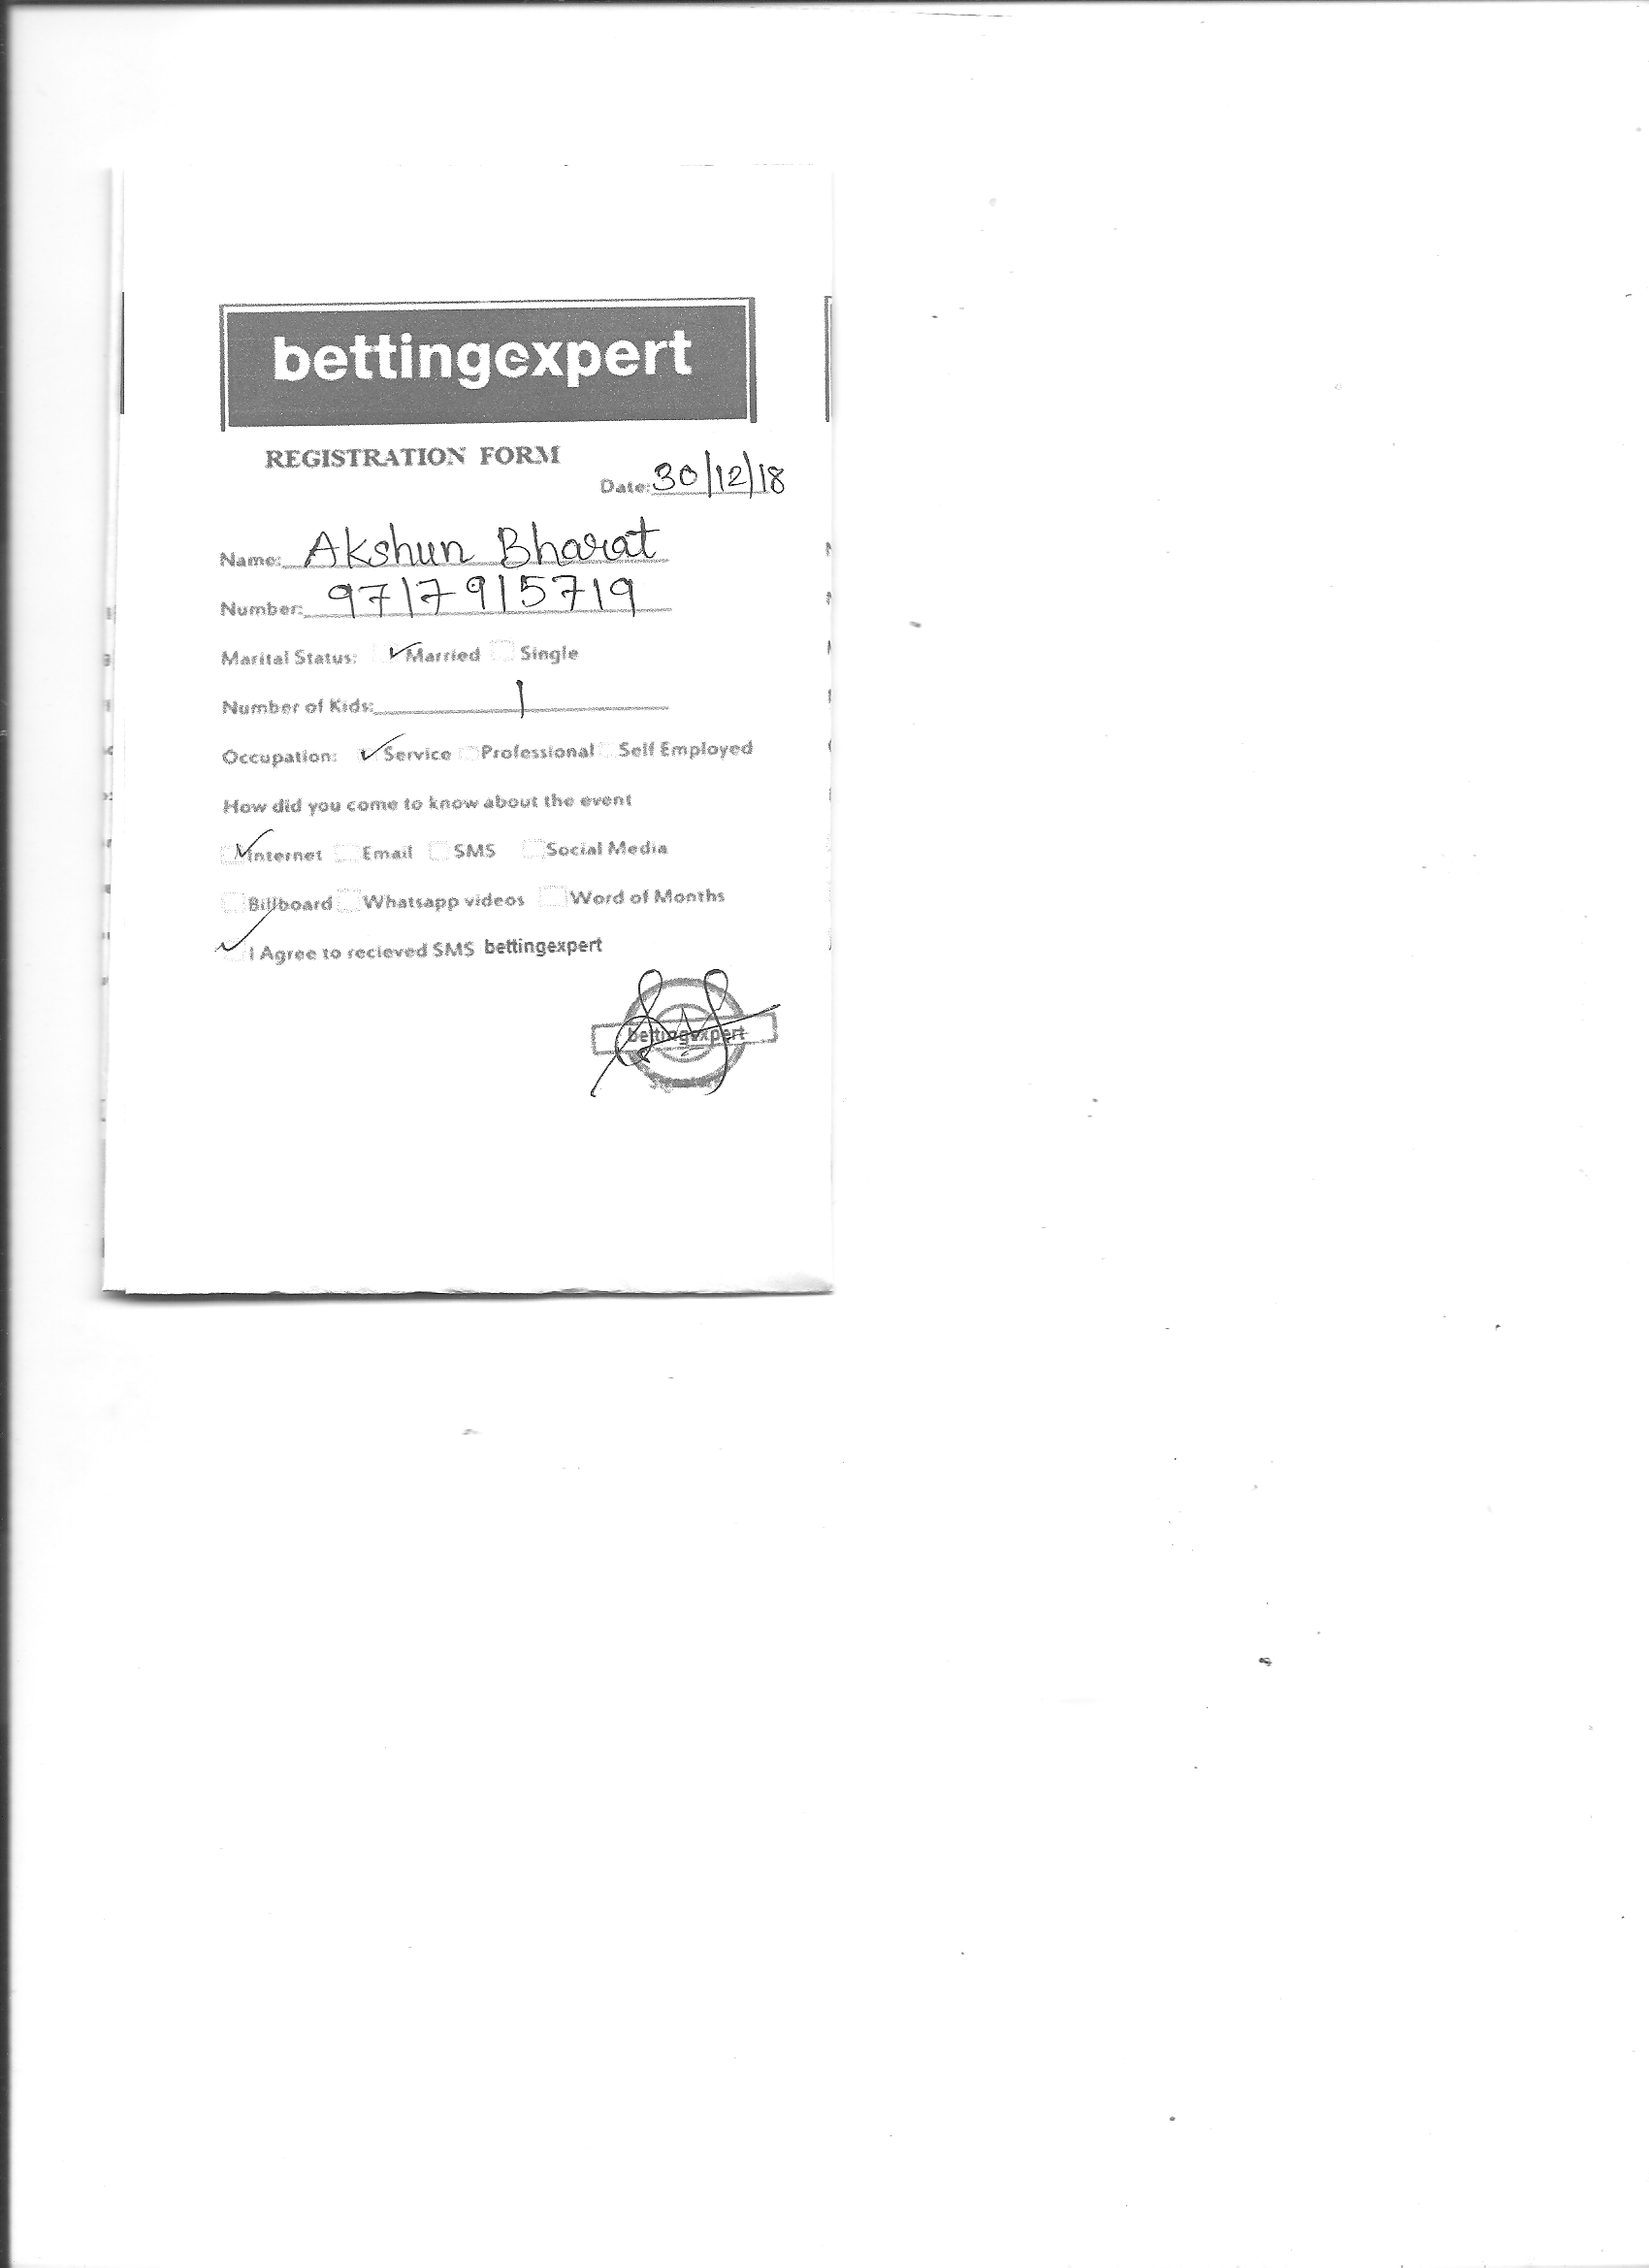 bettingexpert
REGISTRATION FORM
Date: 30/12/18
Name: Akshun Bharat
Number: 9717915719
Marital Status: Married Single
Number of Kids: 1
Occupation: Service Professional Self Employed
How did you come to know about the event
Internet Email SMS Social Media
Billboard Whatsapp videos Word of Months
I Agree to recieved SMS bettingexpert
bettingexpert
Signature